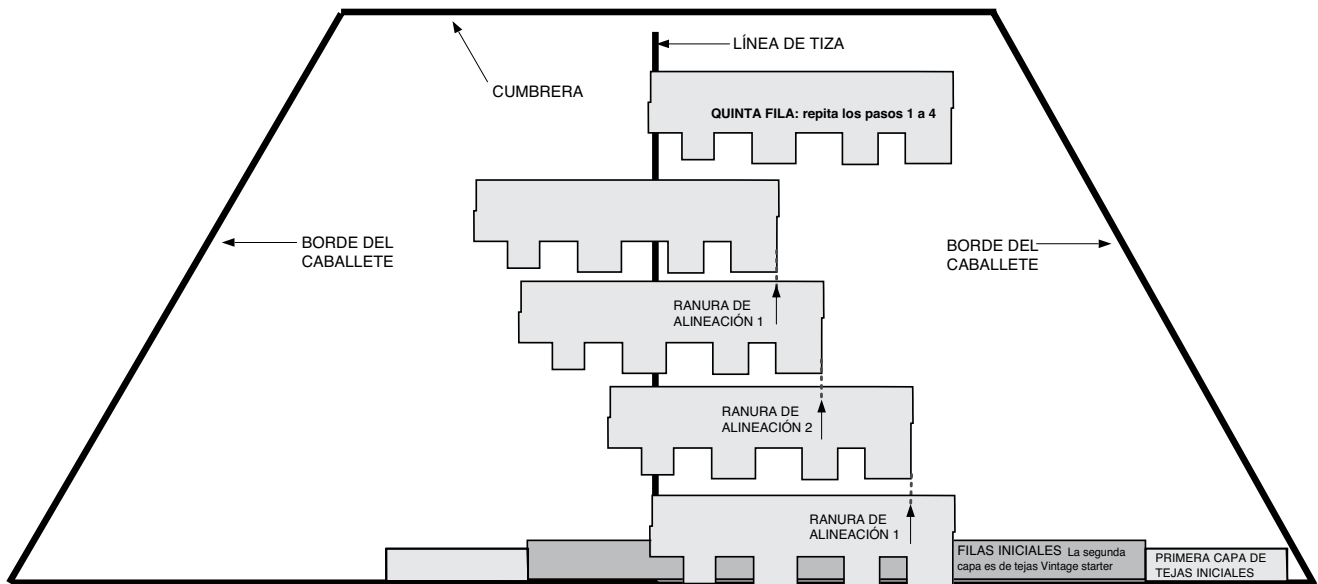 LÍNEA DE TIZA
CUMBRERA
QUINTA FILA: repita los pasos 1 a 4
BORDE DEL
CABALLETE
BORDE DEL
CABALLETE
RANURA DE
ALINEACIÓN 1
RANURA DE
ALINEACIÓN 2
RANURA DE
ALINEACIÓN 1
FILAS INICIALES La segunda
capa es de tejas Vintage starter
PRIMERA CAPA DE
TEJAS INICIALES